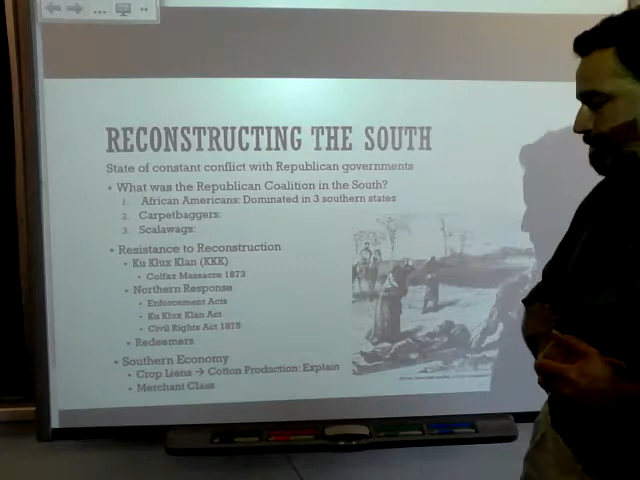 RECONSTRUCTING THE SOUTH
State of constant conflict with Republican governments
• What was the Republican Coalition in the South?
1. African Americans: Dominated in 3 southern states
2. Carpetbaggers:
3. Scalawags:
• Resistance to Reconstruction
• Ku Klux Klan (KKK)
• Colfax Massacre 1873
• Northern Response
• Enforcement Acts
• Ku Klux Klan Act
• Civil Rights Act 1875
• Redeemers
• Southern Economy
• Crop Liens → Cotton Production: Explain
• Merchant Class